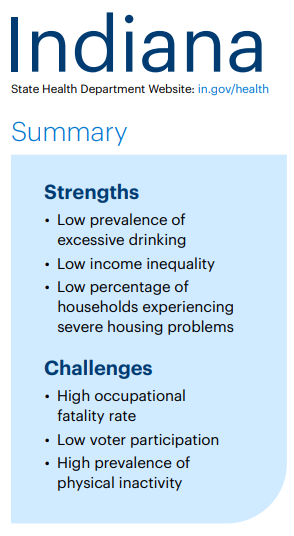 Indiana
State Health Department Website: in.gov/health
Summary
Strengths
• Low prevalence of
excessive drinking
• Low income inequality
• Low percentage of
households experiencing
severe housing problems
Challenges
• High occupational
fatality rate
• Low voter participation
• High prevalence of
physical inactivity